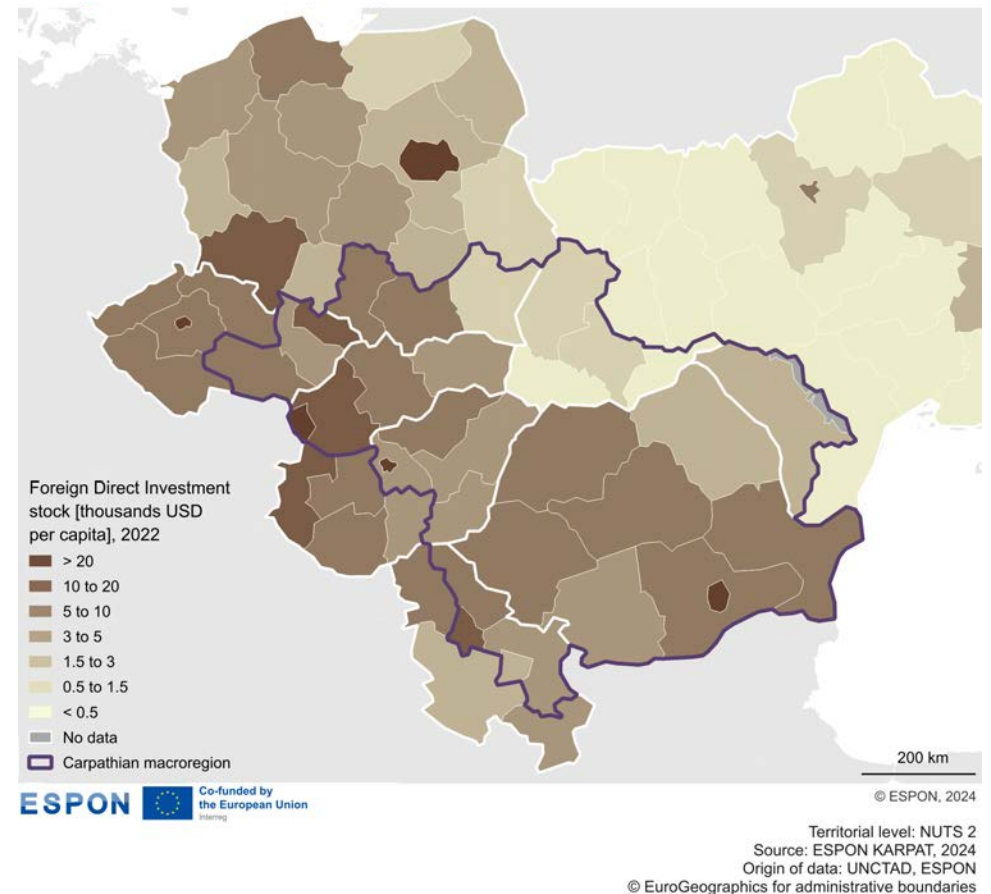 Foreign Direct Investment
stock [thousands USD
per capita], 2022
> 20
10 to 20
5 to 10
3 to 5
1.5 to 3
0.5 to 1.5
< 0.5
No data
Carpathian macroregion
200 km
ESPON
Co-funded by
the European Union
Interreg
© ESPON, 2024
Territorial level: NUTS 2
Source: ESPON KARPAT, 2024
Origin of data: UNCTAD, ESPON
© EuroGeographics for administrative boundaries